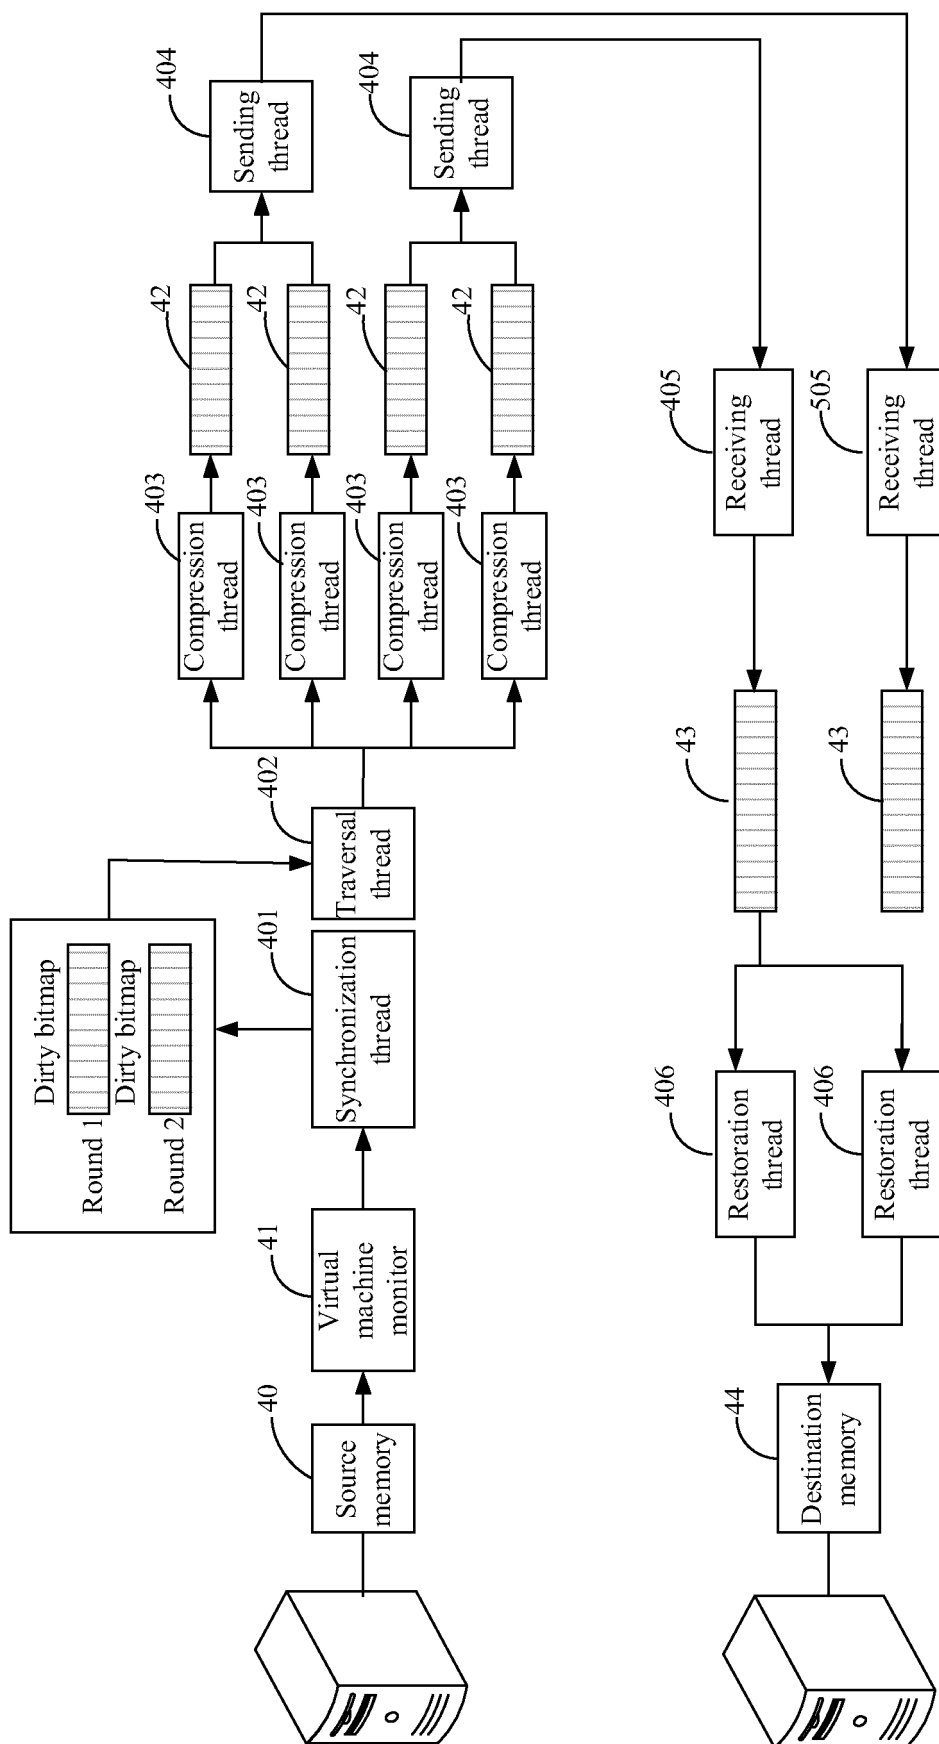 Dirty bitmap
Round 1
Dirty bitmap
Round 2
40
Source
memory
41
Virtual
machine
monitor
401
Synchronization
thread
402
Traversal
thread
403
Compression
thread
403
Compression
thread
403
Compression
thread
403
Compression
thread
42
42
42
42
404
Sending
thread
404
Sending
thread
44
Destination
memory
406
Restoration
thread
406
Restoration
thread
43
43
405
Receiving
thread
505
Receiving
thread